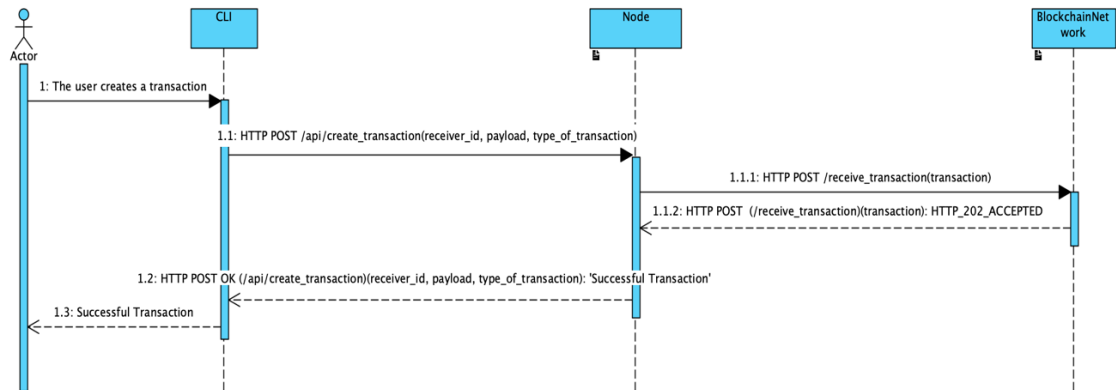 CLI
Node
BlockchainNet
work
Actor
1: The user creates a transaction
1.1: HTTP POST /api/create_transaction(receiver_id, payload, type_of_transaction)
1.1.1: HTTP POST /receive_transaction(transaction)
1.1.2: HTTP POST  (/receive_transaction)(transaction): HTTP_202_ACCEPTED
1.2: HTTP POST OK (/api/create_transaction)(receiver_id, payload, type_of_transaction): 'Successful Transaction'
1.3: Successful Transaction